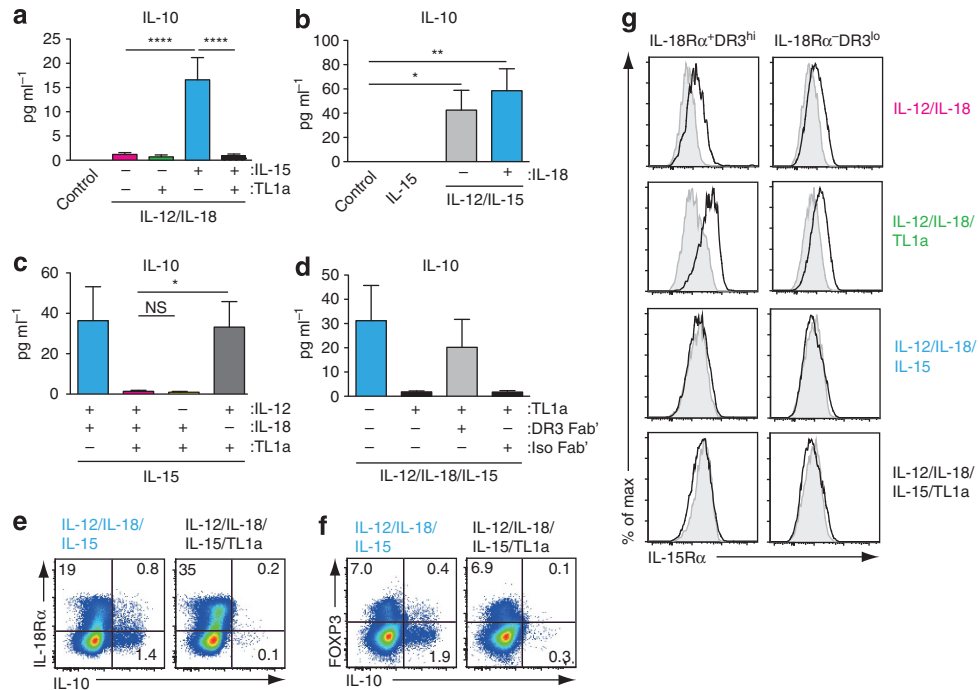 a
IL-10
**** ****
25
20
15
10
5
0
pg ml⁻¹
Control
– – + + :IL-15
– + – + :TL1a
IL-12/IL-18
b
IL-10
**
*
100
80
60
40
20
0
pg ml⁻¹
Control
IL-15
– + :IL-18
IL-12/IL-15
c
IL-10
*
NS
60
40
20
0
pg ml⁻¹
+ + – + :IL-12
+ + + – :IL-18
– + + + :TL1a
IL-15
d
IL-10
50
40
30
20
10
0
pg ml⁻¹
– + + + :TL1a
– – + – :DR3 Fab'
– – – + :Iso Fab'
IL-12/IL-18/IL-15
e
IL-12/IL-18/
IL-15
IL-12/IL-18/
IL-15/TL1a
19 0.8
1.4
35 0.2
0.1
IL-18Rα
IL-10
f
IL-12/IL-18/
IL-15
IL-12/IL-18/
IL-15/TL1a
7.0 0.4
1.9
6.9 0.1
0.3
FOXP3
IL-10
g
IL-18Rα⁺DR3ʰⁱ IL-18Rα⁻DR3ˡᵒ
IL-12/IL-18
IL-12/IL-18/
TL1a
IL-12/IL-18/
IL-15
IL-12/IL-18/
IL-15/TL1a
% of max
IL-15Rα